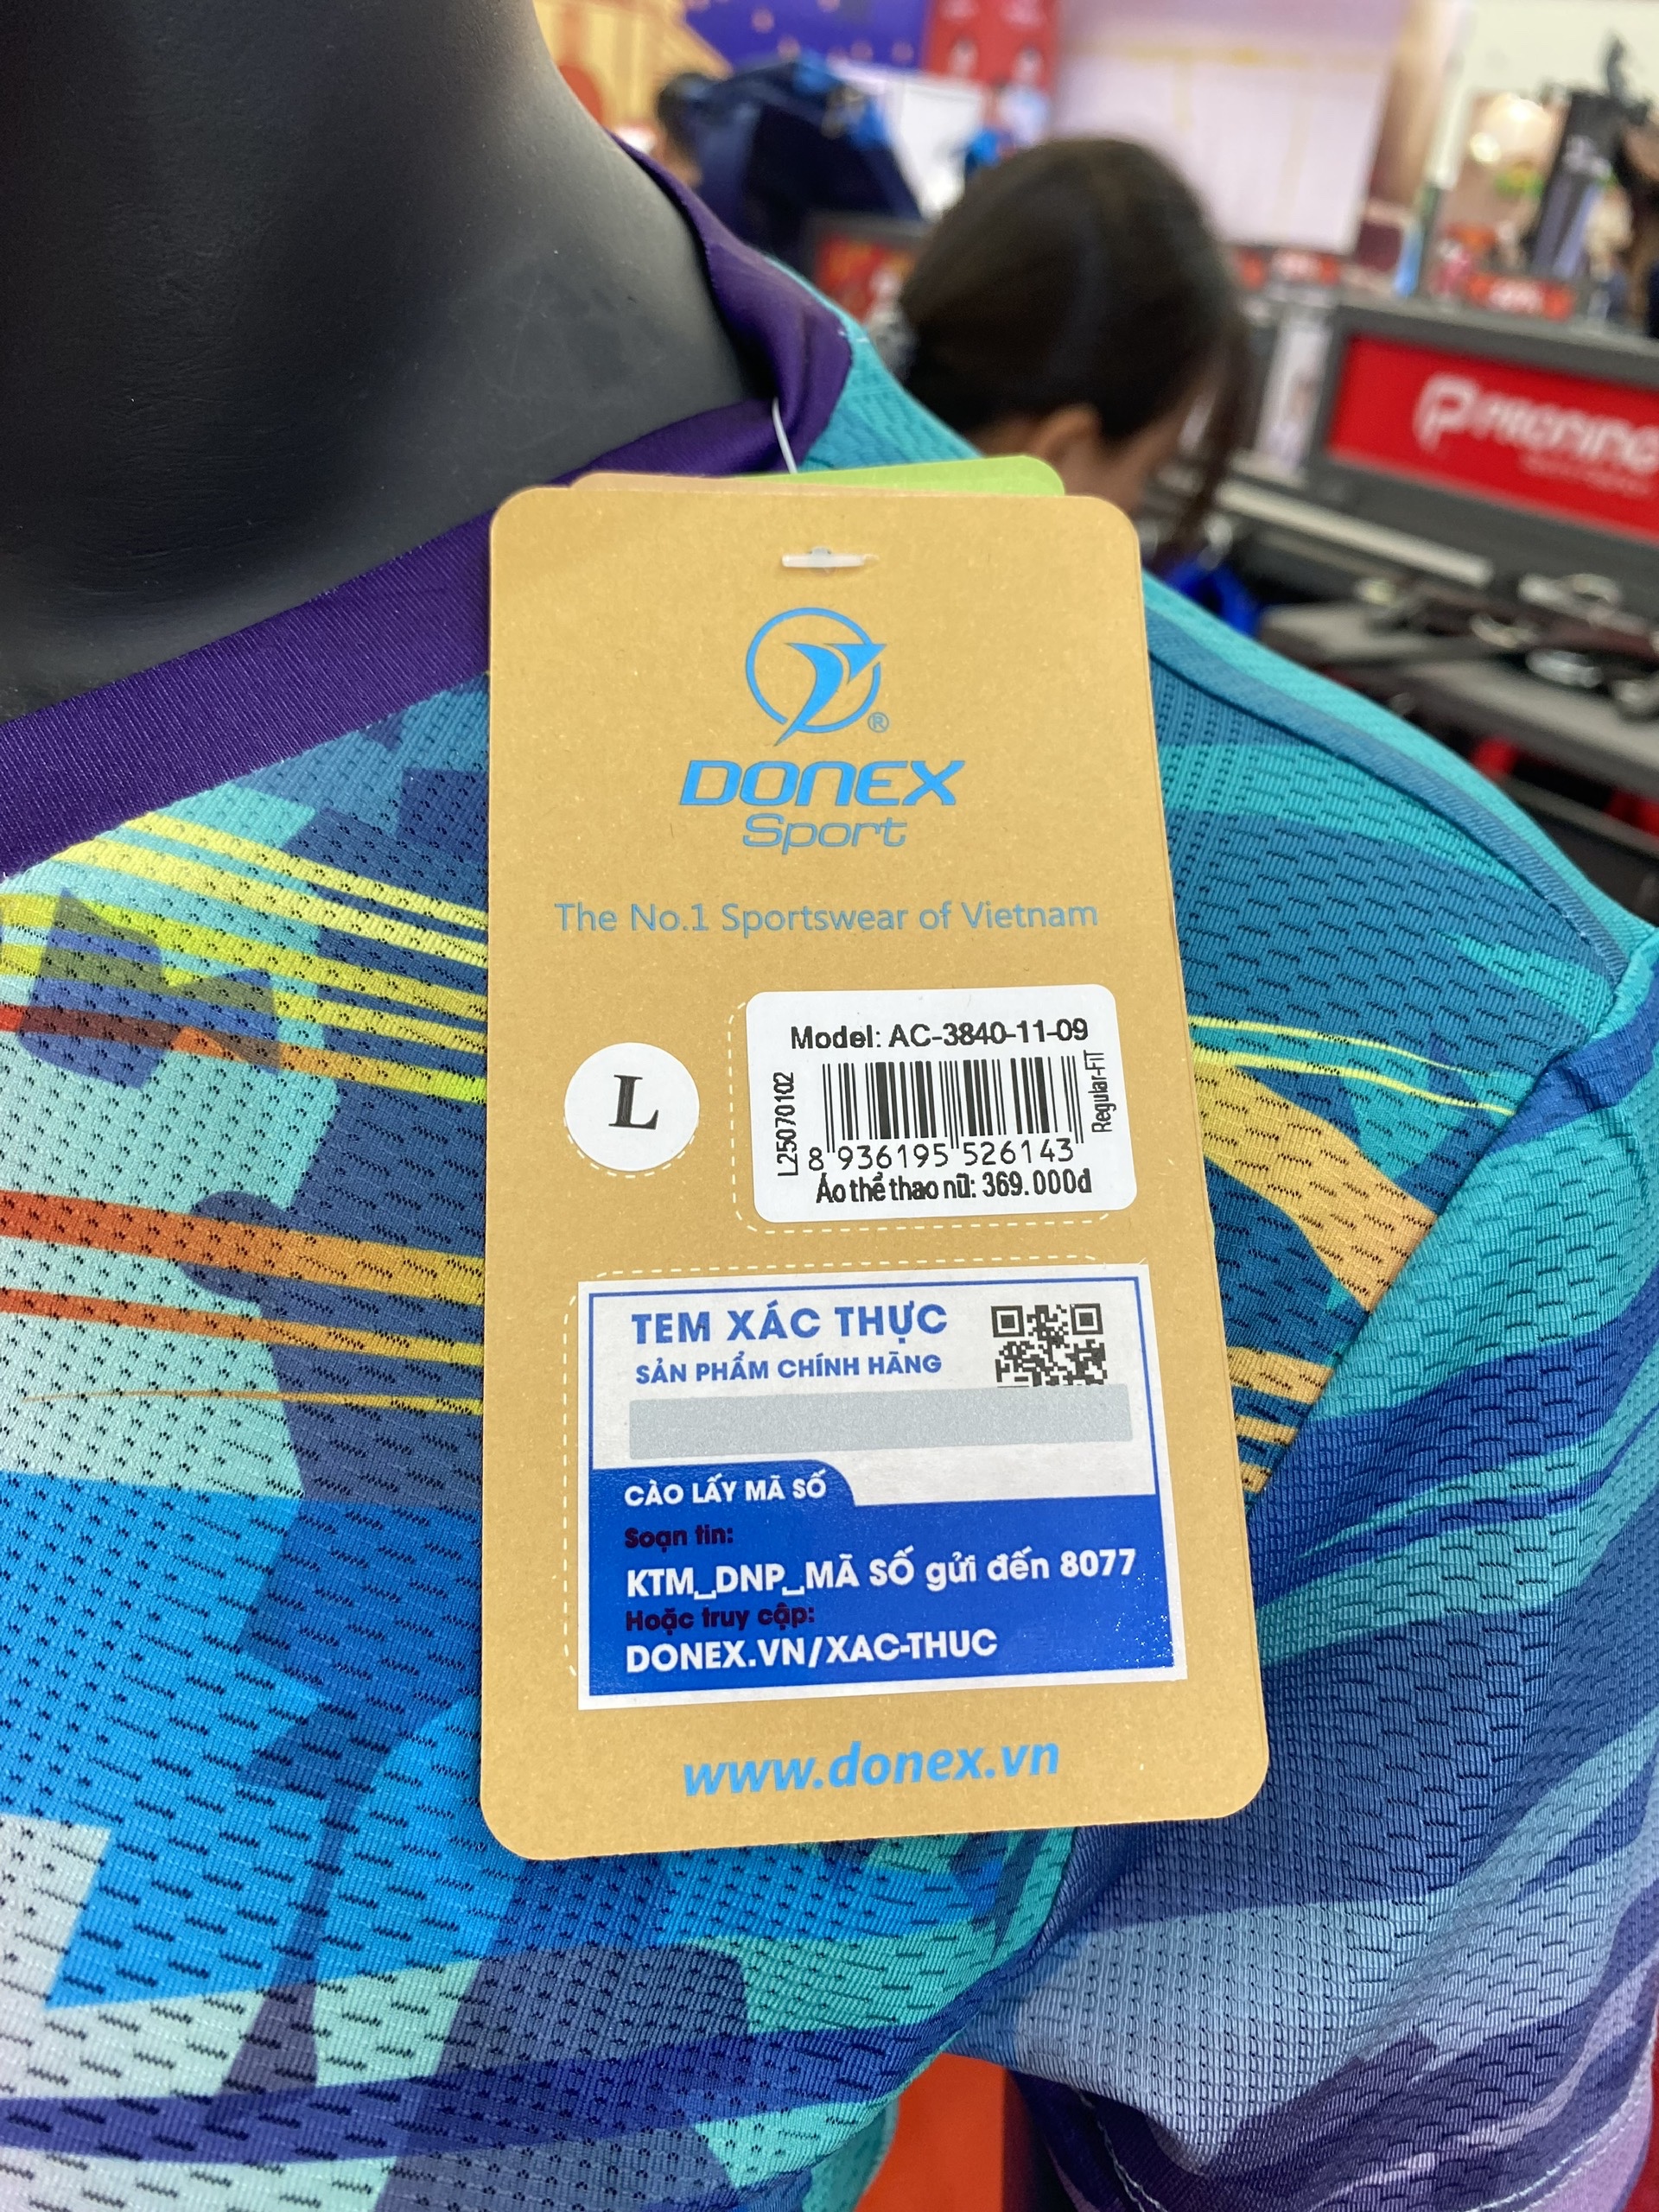 ®
DONEX
Sport
The No.1 Sportswear of Vietnam
L
Model: AC-3840-11-09
L25070102
Regular-FIT
8 936195 526143
Áo thể thao nữ: 369.000đ
TEM XÁC THỰC
SẢN PHẨM CHÍNH HÃNG
CÀO LẤY MÃ SỐ
Soạn tin:
KTM_DNP_MÃ SỐ gửi đến 8077
Hoặc truy cập:
DONEX.VN/XAC-THUC
www.donex.vn